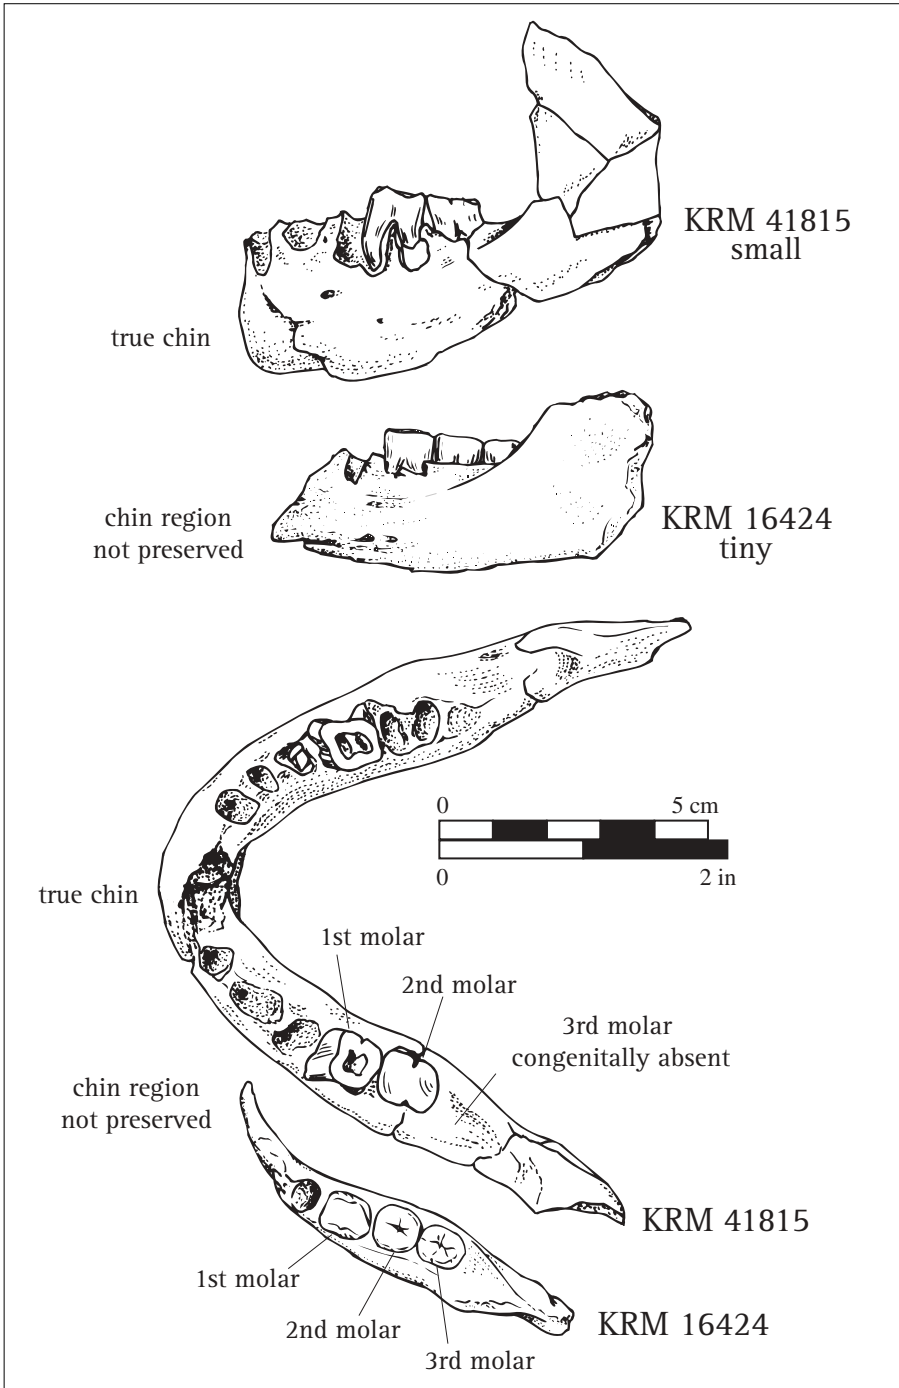 KRM 41815
small
true chin
chin region
not preserved
KRM 16424
tiny
0 5 cm
0 2 in
true chin
1st molar
2nd molar
3rd molar
congenitally absent
chin region
not preserved
KRM 41815
1st molar
2nd molar
3rd molar
KRM 16424